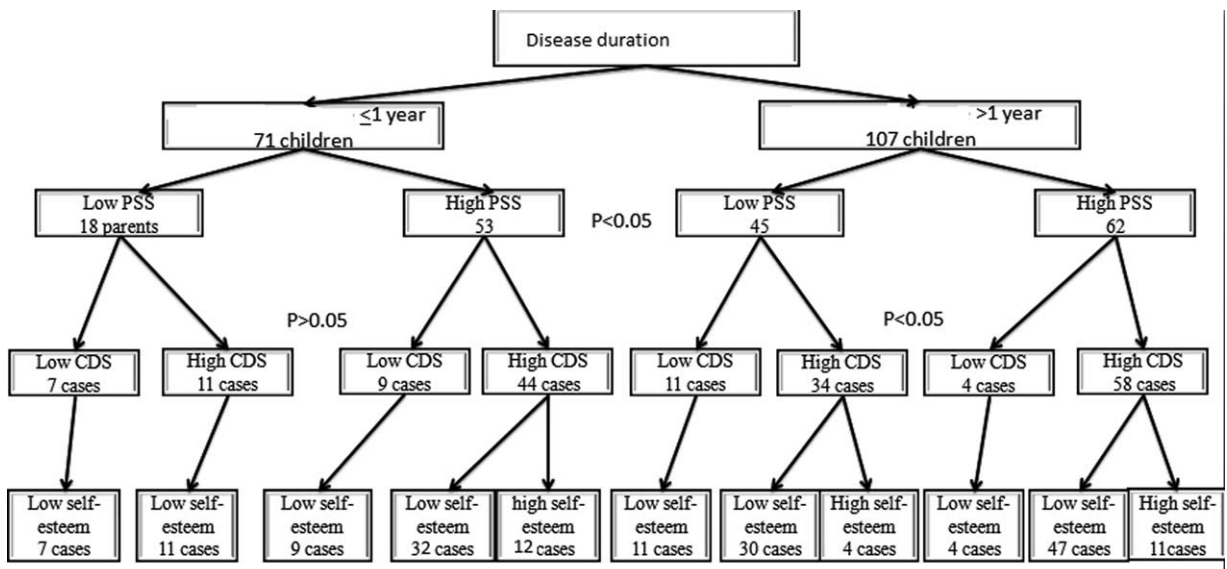 Disease duration
≤1 year
71 children
>1 year
107 children
Low PSS
18 parents
High PSS
53
P<0.05
Low PSS
45
High PSS
62
P>0.05
P<0.05
Low CDS
7 cases
High CDS
11 cases
Low CDS
9 cases
High CDS
44 cases
Low CDS
11 cases
High CDS
34 cases
Low CDS
4 cases
High CDS
58 cases
Low self-
esteem
7 cases
Low self-
esteem
11 cases
Low self-
esteem
9 cases
Low self-
esteem
32 cases
high self-
esteem
12 cases
Low self-
esteem
11 cases
Low self-
esteem
30 cases
High self-
esteem
4 cases
Low self-
esteem
4 cases
Low self-
esteem
47 cases
High self-
esteem
11cases